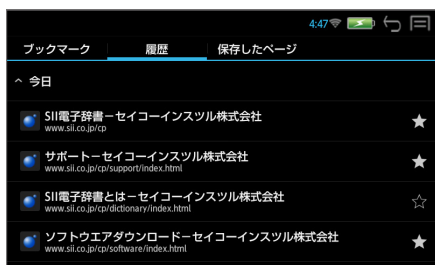 4:47
ブックマーク 履歴 保存したページ
今日
SII電子辞書－セイコーインスツル株式会社
www.sii.co.jp/cp
サポート－セイコーインスツル株式会社
www.sii.co.jp/cp/support/index.html
SII電子辞書とは－セイコーインスツル株式会社
www.sii.co.jp/cp/dictionary/index.html
ソフトウエアダウンロード－セイコーインスツル株式会社
www.sii.co.jp/cp/software/index.html